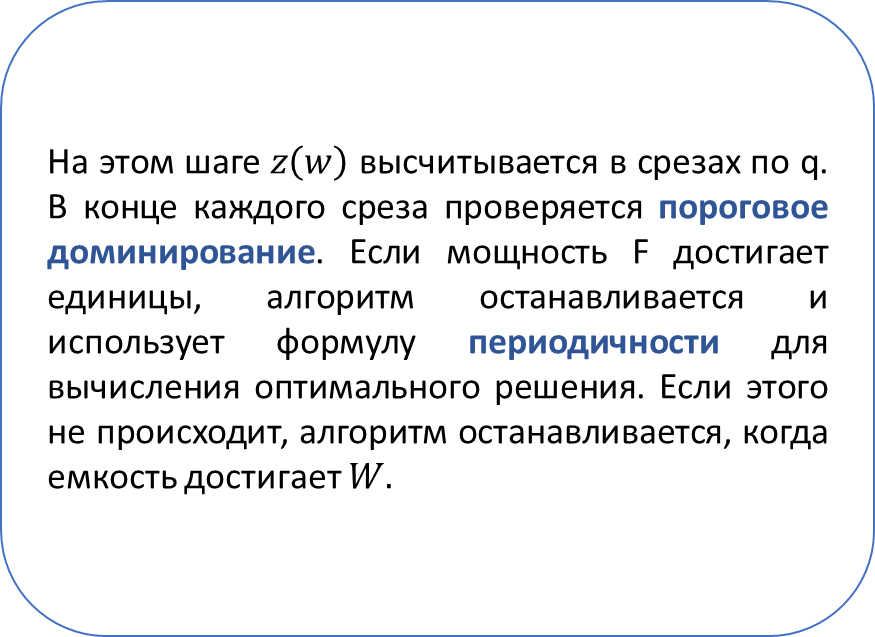 На этом шаге z(w) высчитывается в срезах по q.
В конце каждого среза проверяется пороговое
доминирование. Если мощность F достигает
единицы, алгоритм останавливается и
использует формулу периодичности для
вычисления оптимального решения. Если этого
не происходит, алгоритм останавливается, когда
емкость достигает W.